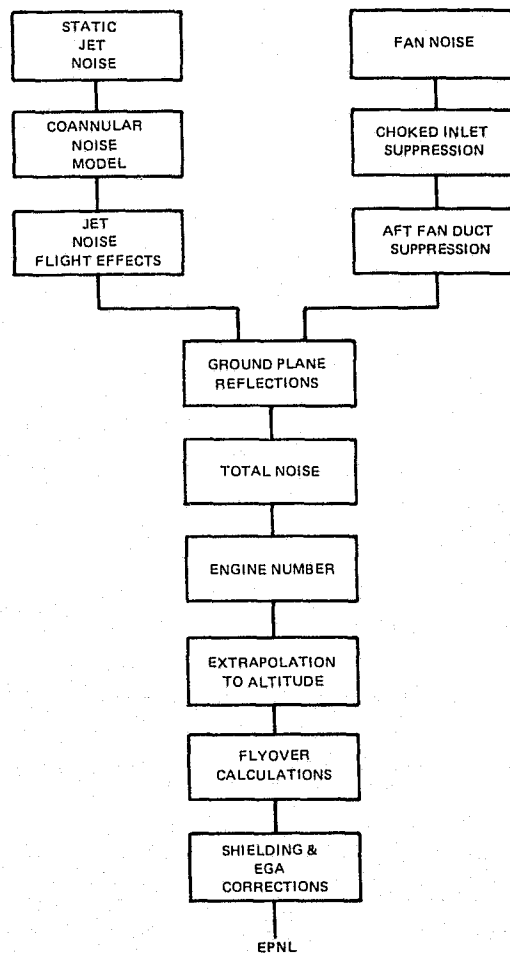 STATIC
JET
NOISE
COANNULAR
NOISE
MODEL
JET
NOISE
FLIGHT EFFECTS
FAN NOISE
CHOKED INLET
SUPPRESSION
AFT FAN DUCT
SUPPRESSION
GROUND PLANE
REFLECTIONS
TOTAL NOISE
ENGINE NUMBER
EXTRAPOLATION
TO ALTITUDE
FLYOVER
CALCULATIONS
SHIELDING &
EGA
CORRECTIONS
EPNL